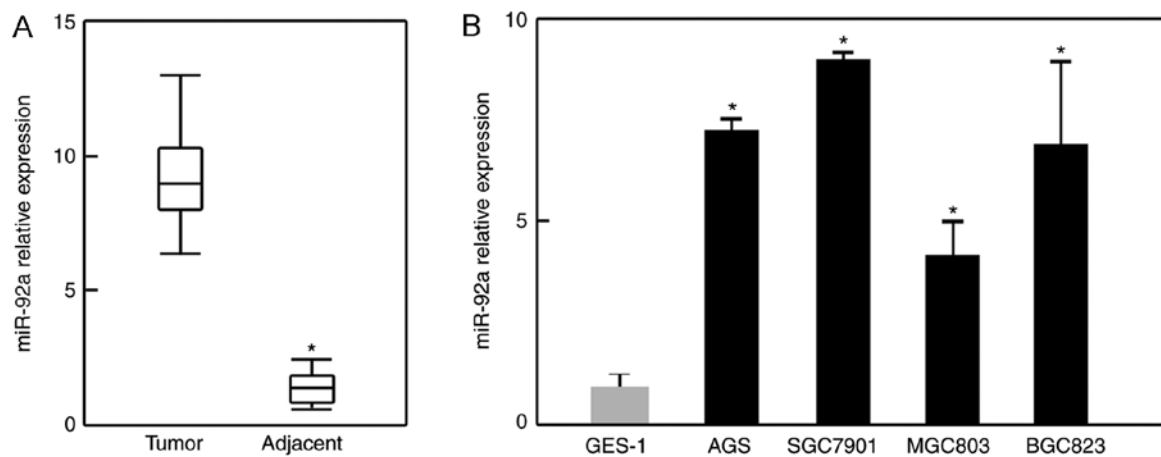 A
miR-92a relative expression
15
10
5
0
*
Tumor Adjacent
B
miR-92a relative expression
10
5
0
* * * *
GES-1 AGS SGC7901 MGC803 BGC823